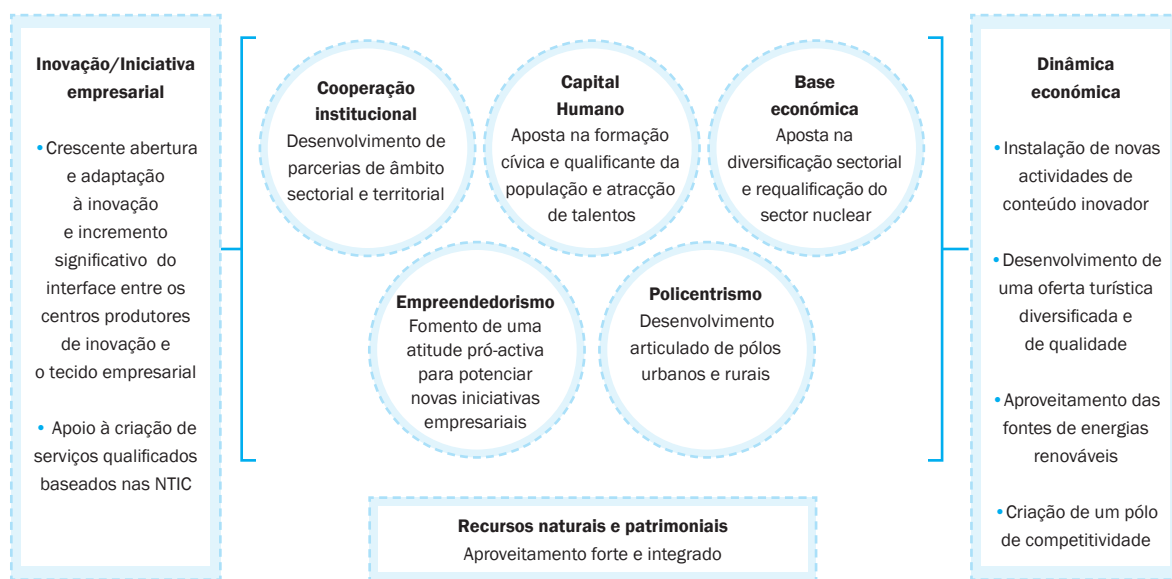 Inovação/Iniciativa
empresarial
•Crescente abertura
e adaptação
à inovação
e incremento
significativo do
interface entre os
centros produtores
de inovação e
o tecido empresarial
• Apoio à criação de
serviços qualificados
baseados nas NTIC
Cooperação
institucional
Desenvolvimento de
parcerias de âmbito
sectorial e territorial
Capital
Humano
Aposta na formação
cívica e qualificante da
população e atracção
de talentos
Base
económica
Aposta na
diversificação sectorial
e requalificação do
sector nuclear
Empreendedorismo
Fomento de uma
atitude pró-activa
para potenciar
novas iniciativas
empresariais
Policentrismo
Desenvolvimento
articulado de pólos
urbanos e rurais
Recursos naturais e patrimoniais
Aproveitamento forte e integrado
Dinâmica
económica
•Instalação de novas
actividades de
conteúdo inovador
•Desenvolvimento de
uma oferta turística
diversificada e
de qualidade
•Aproveitamento das
fontes de energias
renováveis
•Criação de um pólo
de competitividade